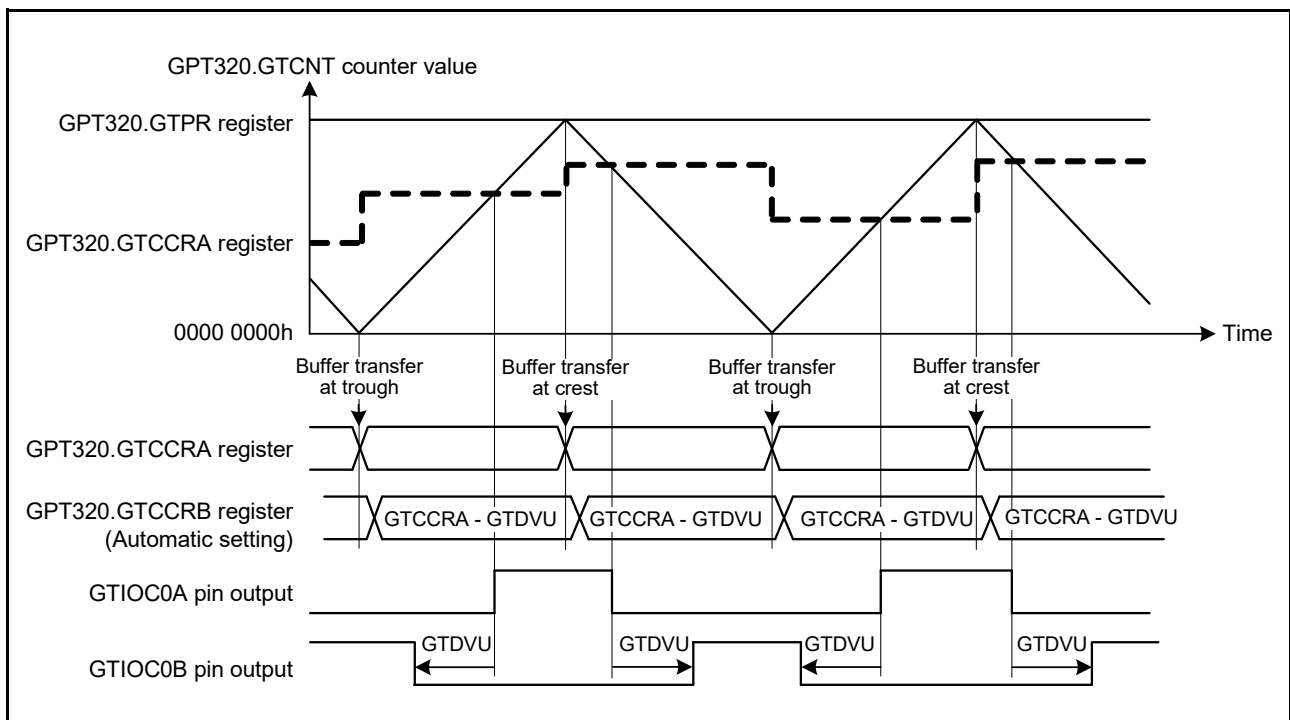 GPT320.GTCNT counter value
GPT320.GTPR register
GPT320.GTCCRA register
0000 0000h
Time
Buffer transfer
at trough
Buffer transfer
at crest
Buffer transfer
at trough
Buffer transfer
at crest
GPT320.GTCCRA register
GPT320.GTCCRB register
(Automatic setting)
GTCCRA - GTDVU
GTCCRA - GTDVU
GTCCRA - GTDVU
GTCCRA - GTDVU
GTIOC0A pin output
GTIOC0B pin output
GTDVU
GTDVU
GTDVU
GTDVU